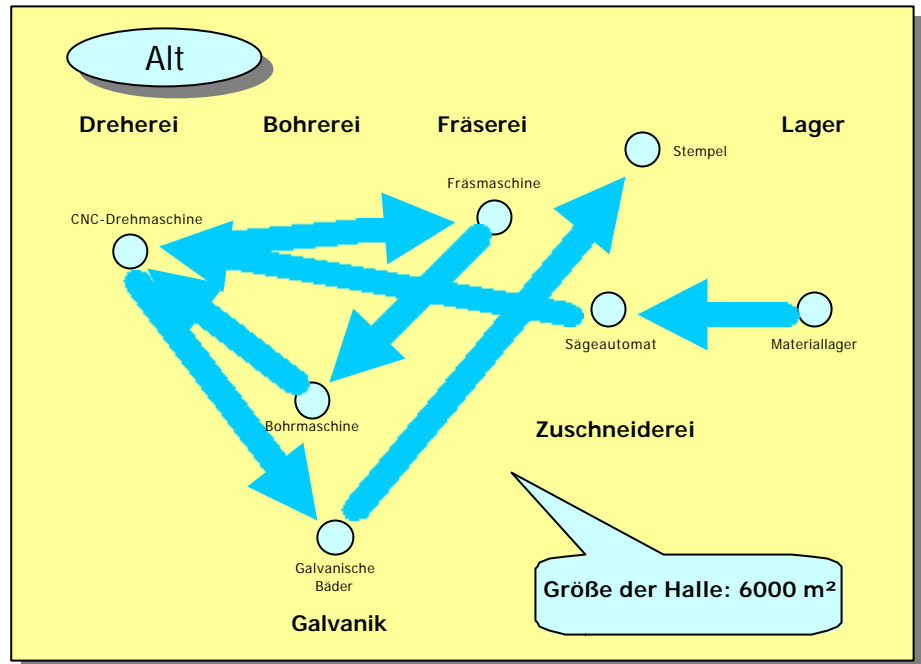 Alt
Dreherei
Bohrerei
Fräserei
Lager
Stempel
Fräsmaschine
CNC-Drehmaschine
Sägeautomat
Materiallager
Bohrmaschine
Zuschneiderei
Galvanische
Bäder
Größe der Halle: 6000 m²
Galvanik